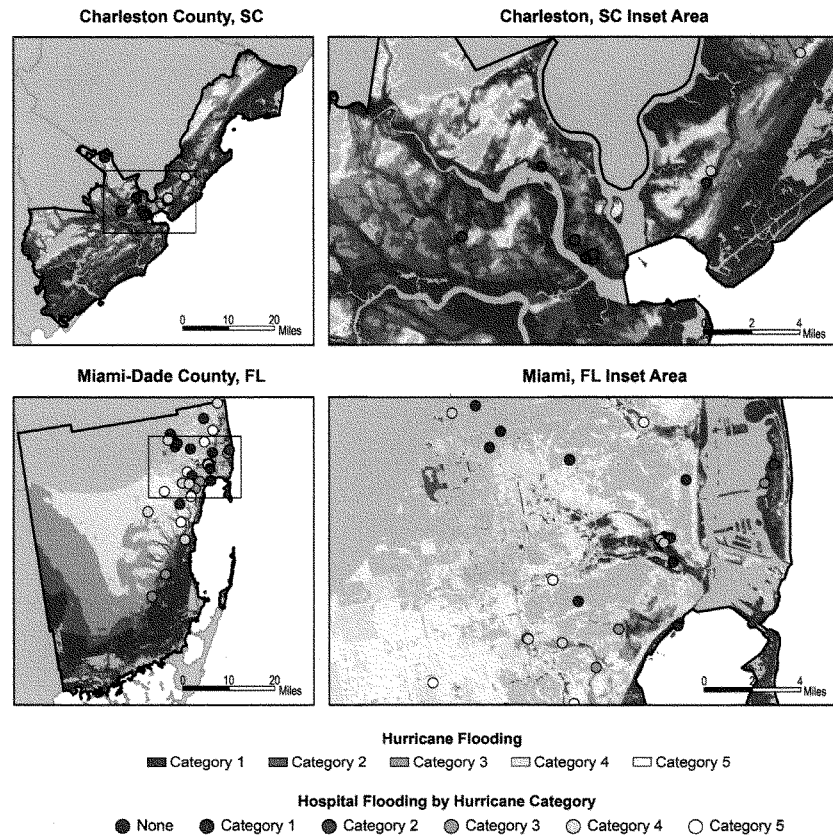 Charleston County, SC
Charleston, SC Inset Area
0 10 20
Miles
0 2 4
Miles
Miami-Dade County, FL
Miami, FL Inset Area
0 10 20
Miles
0 2 4
Miles
Hurricane Flooding
Category 1 Category 2 Category 3 Category 4 Category 5
Hospital Flooding by Hurricane Category
None Category 1 Category 2 Category 3 Category 4 Category 5